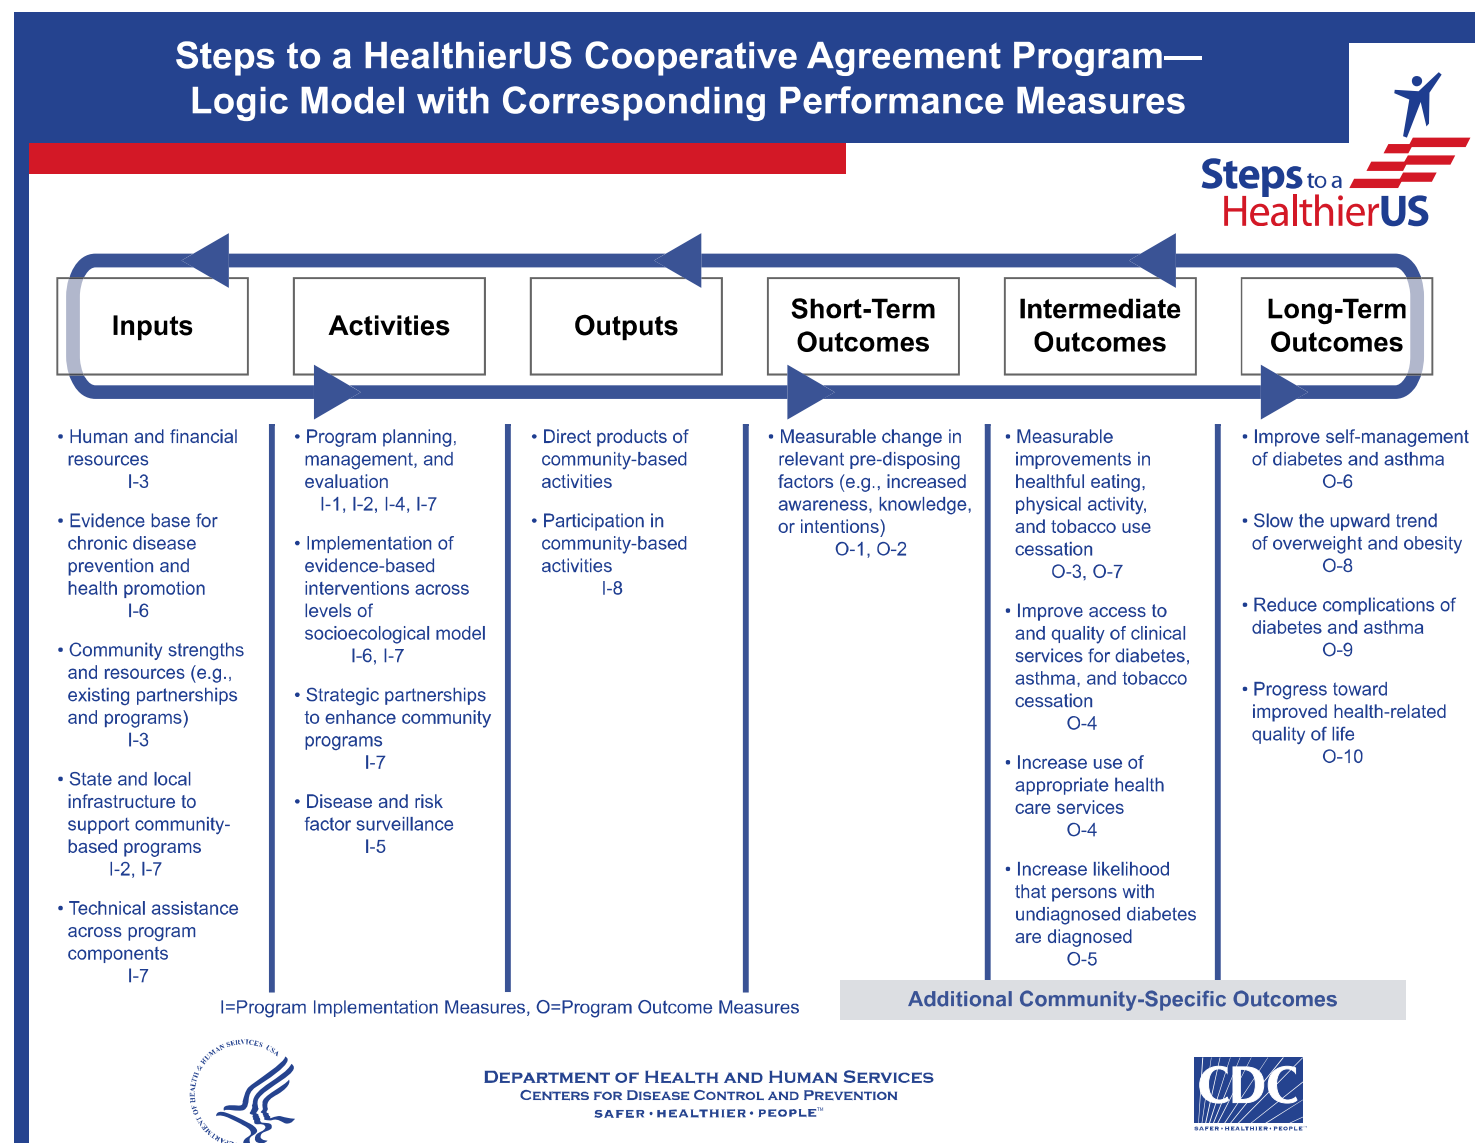 Steps to a HealthierUS Cooperative Agreement Program—
Logic Model with Corresponding Performance Measures
Steps to a
HealthierUS
Inputs
Activities
Outputs
Short-Term
Outcomes
Intermediate
Outcomes
Long-Term
Outcomes
• Human and financial
resources
I-3
• Evidence base for
chronic disease
prevention and
health promotion
I-6
• Community strengths
and resources (e.g.,
existing partnerships
and programs)
I-3
• State and local
infrastructure to
support community-
based programs
I-2, I-7
• Technical assistance
across program
components
I-7
• Program planning,
management, and
evaluation
I-1, I-2, I-4, I-7
• Implementation of
evidence-based
interventions across
levels of
socioecological model
I-6, I-7
• Strategic partnerships
to enhance community
programs
I-7
• Disease and risk
factor surveillance
I-5
• Direct products of
community-based
activities
• Participation in
community-based
activities
I-8
• Measurable change in
relevant pre-disposing
factors (e.g., increased
awareness, knowledge,
or intentions)
O-1, O-2
• Measurable
improvements in
healthful eating,
physical activity,
and tobacco use
cessation
O-3, O-7
• Improve access to
and quality of clinical
services for diabetes,
asthma, and tobacco
cessation
O-4
• Increase use of
appropriate health
care services
O-4
• Increase likelihood
that persons with
undiagnosed diabetes
are diagnosed
O-5
• Improve self-management
of diabetes and asthma
O-6
• Slow the upward trend
of overweight and obesity
O-8
• Reduce complications of
diabetes and asthma
O-9
• Progress toward
improved health-related
quality of life
O-10
I=Program Implementation Measures, O=Program Outcome Measures
Additional Community-Specific Outcomes
DEPARTMENT OF HEALTH & HUMAN SERVICES · USA
DEPARTMENT OF HEALTH AND HUMAN SERVICES
CENTERS FOR DISEASE CONTROL AND PREVENTION
SAFER • HEALTHIER • PEOPLE™
CDC
SAFER • HEALTHIER • PEOPLE™